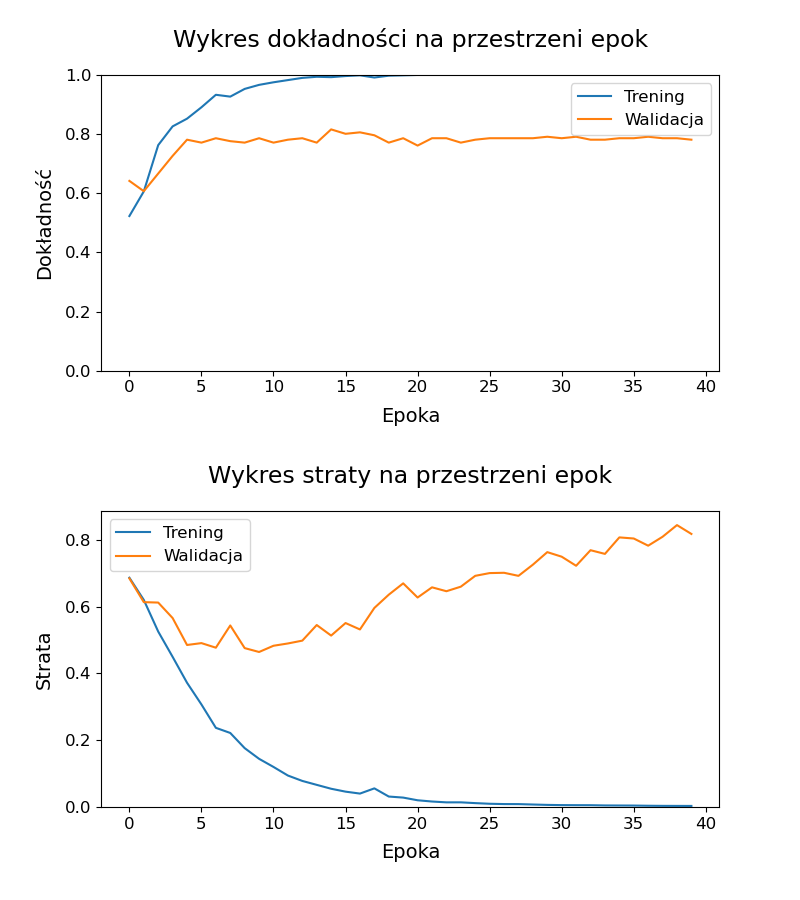 Wykres dokładności na przestrzeni epok
1.0
0.8
0.6
0.4
0.2
0.0
Dokładność
Trening
Walidacja
0 5 10 15 20 25 30 35 40
Epoka
Wykres straty na przestrzeni epok
0.8
0.6
0.4
0.2
0.0
Strata
Trening
Walidacja
0 5 10 15 20 25 30 35 40
Epoka